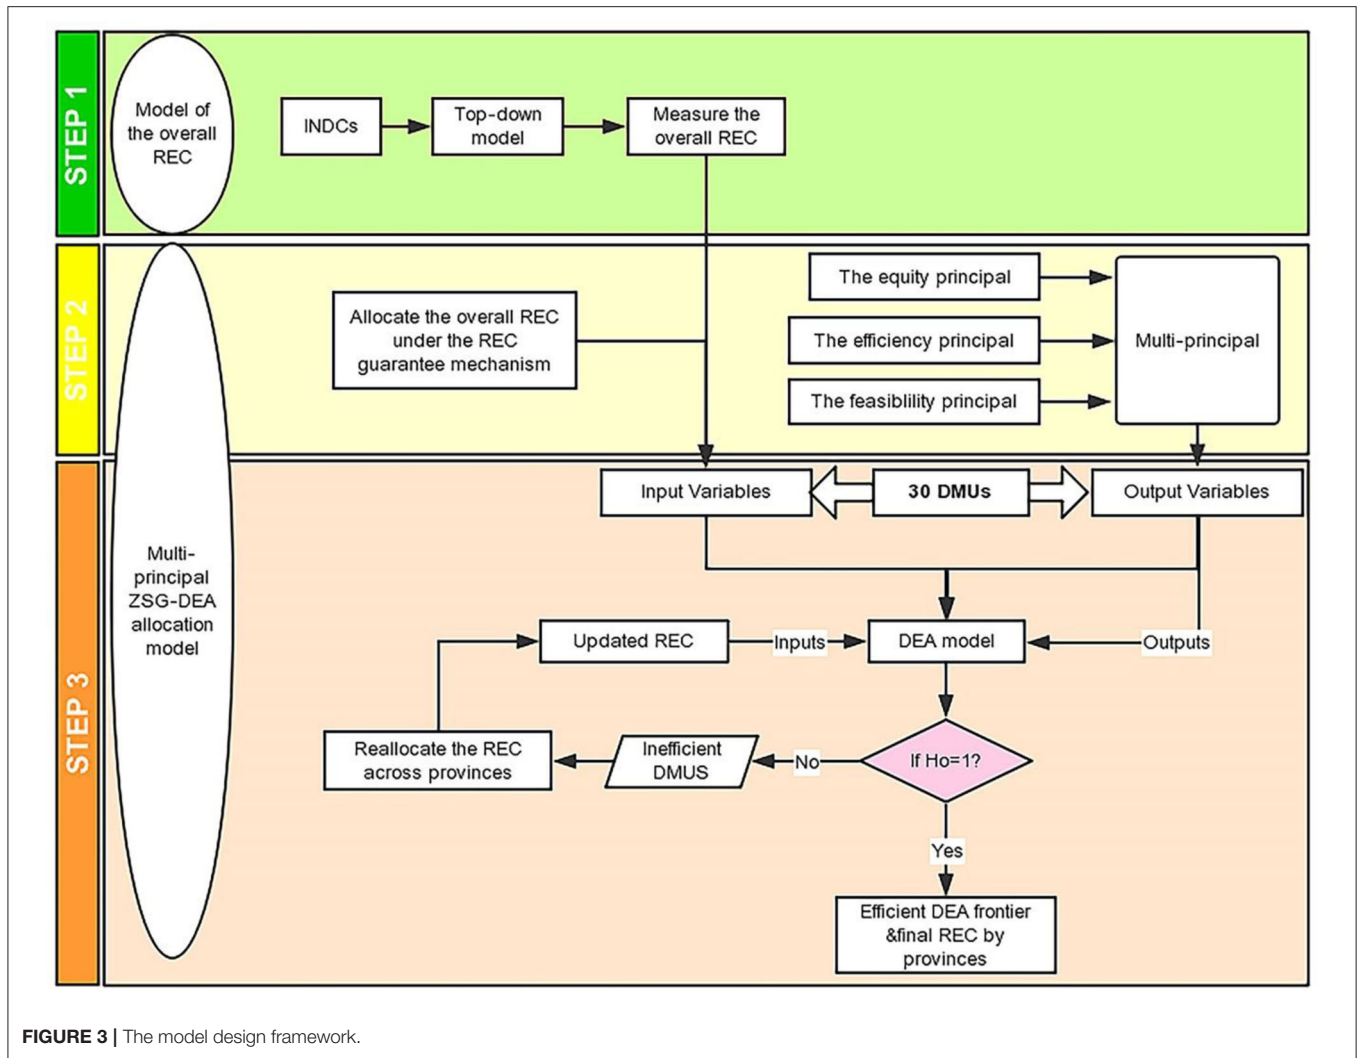 STEP 1
Model of
the overall
REC
INDCs
Top-down
model
Measure the
overall REC
STEP 2
Allocate the overall REC
under the REC
guarantee mechanism
The equity principal
The efficiency principal
The feasiblility principal
Multi-principal
STEP 3
Multi-
principal
ZSG-DEA
allocation
model
Input Variables
30 DMUs
Output Variables
Updated REC
Inputs
DEA model
Outputs
Reallocate the REC
across provinces
Inefficient
DMUS
No
If Ho=1?
Yes
Efficient DEA frontier
&final REC by
provinces
FIGURE 3 | The model design framework.